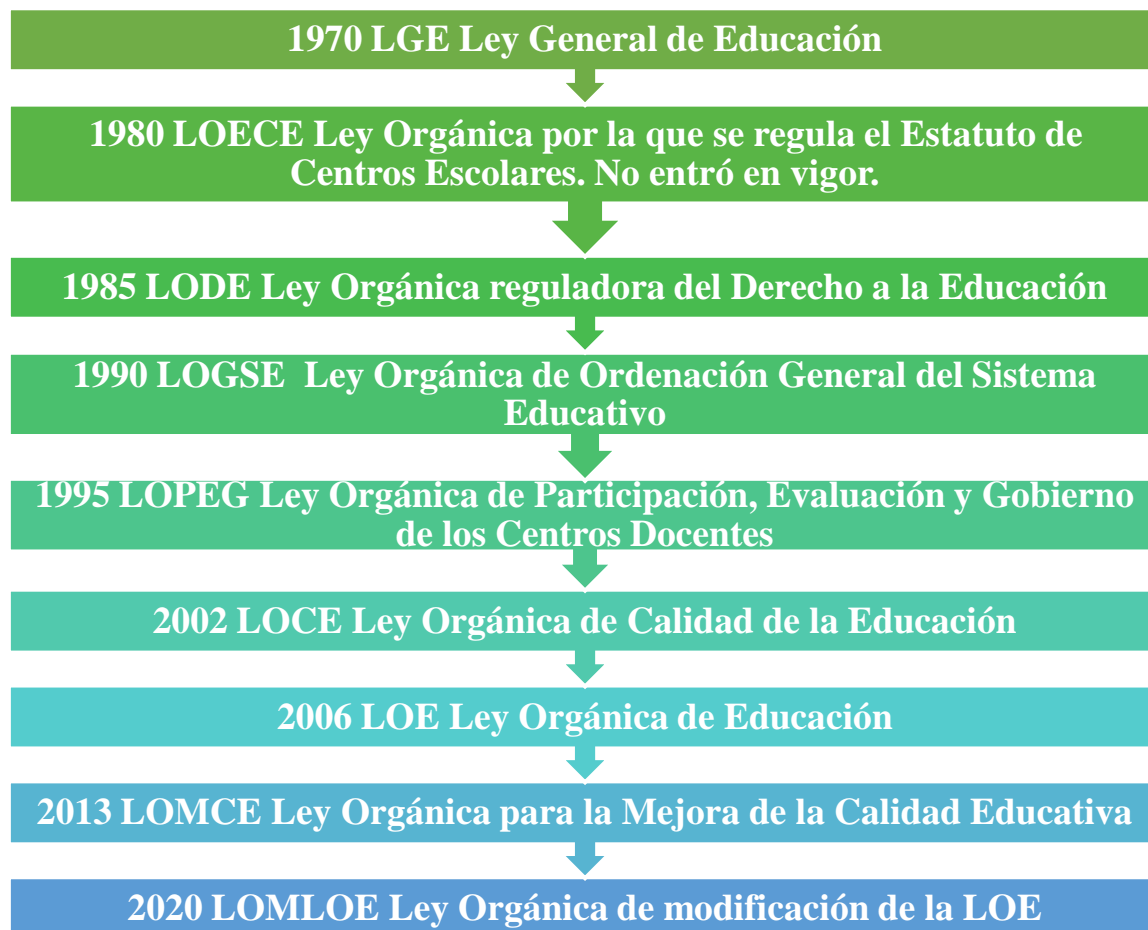 1970 LGE Ley General de Educación
1980 LOECE Ley Orgánica por la que se regula el Estatuto de
Centros Escolares. No entró en vigor.
1985 LODE Ley Orgánica reguladora del Derecho a la Educación
1990 LOGSE  Ley Orgánica de Ordenación General del Sistema
Educativo
1995 LOPEG Ley Orgánica de Participación, Evaluación y Gobierno
de los Centros Docentes
2002 LOCE Ley Orgánica de Calidad de la Educación
2006 LOE Ley Orgánica de Educación
2013 LOMCE Ley Orgánica para la Mejora de la Calidad Educativa
2020 LOMLOE Ley Orgánica de modificación de la LOE